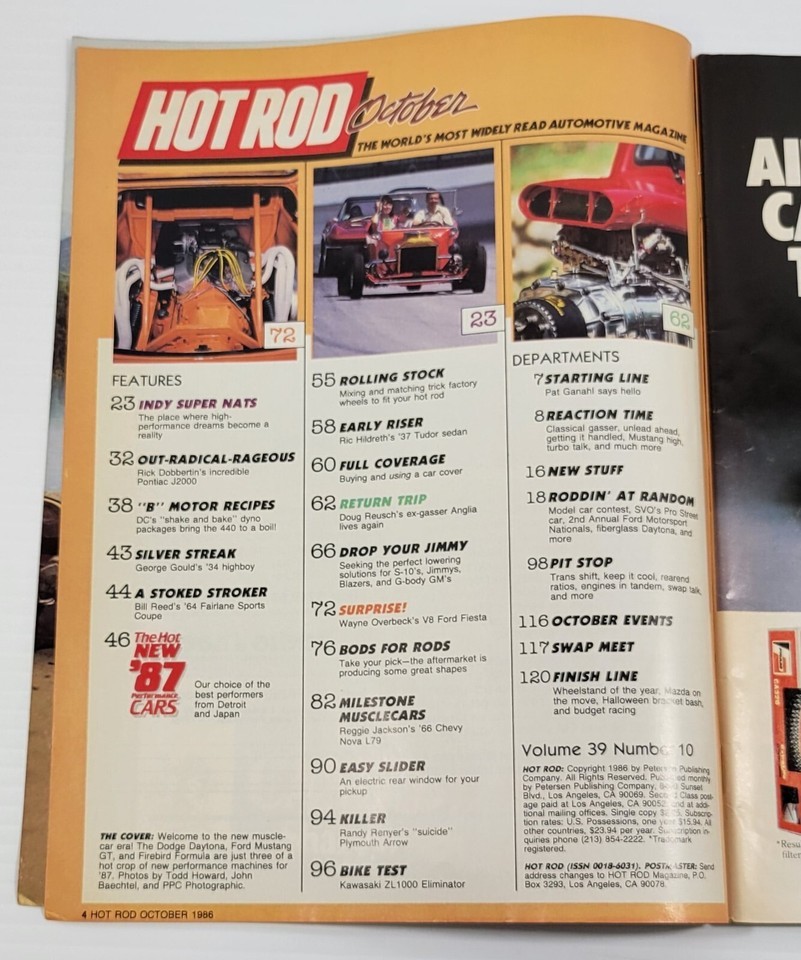 HOT ROD October
THE WORLD'S MOST WIDELY READ AUTOMOTIVE MAGAZINE
72
23
62
FEATURES
23 INDY SUPER NATS
The place where high-
performance dreams become a
reality
32 OUT-RADICAL-RAGEOUS
Rick Dobbertin's incredible
Pontiac J2000
38 "B" MOTOR RECIPES
DC's "shake and bake" dyno
packages bring the 440 to a boil!
43 SILVER STREAK
George Gould's '34 highboy
44 A STOKED STROKER
Bill Reed's '64 Fairlane Sports
Coupe
46 The Hot
NEW
'87
PERFORMANCE
CARS
Our choice of the
best performers
from Detroit
and Japan
THE COVER: Welcome to the new muscle-
car era! The Dodge Daytona, Ford Mustang
GT, and Firebird Formula are just three of a
hot crop of new performance machines for
'87. Photos by Todd Howard, John
Baechtel, and PPC Photographic.
55 ROLLING STOCK
Mixing and matching trick factory
wheels to fit your hot rod
58 EARLY RISER
Ric Hildreth's '37 Tudor sedan
60 FULL COVERAGE
Buying and using a car cover
62 RETURN TRIP
Doug Reusch's ex-gasser Anglia
lives again
66 DROP YOUR JIMMY
Seeking the perfect lowering
solutions for S-10's, Jimmys,
Blazers, and G-body GM's
72 SURPRISE!
Wayne Overbeck's V8 Ford Fiesta
76 BODS FOR RODS
Take your pick—the aftermarket is
producing some great shapes
82 MILESTONE
MUSCLECARS
Reggie Jackson's '66 Chevy
Nova L79
90 EASY SLIDER
An electric rear window for your
pickup
94 KILLER
Randy Renyer's "suicide"
Plymouth Arrow
96 BIKE TEST
Kawasaki ZL1000 Eliminator
DEPARTMENTS
7 STARTING LINE
Pat Ganahl says hello
8 REACTION TIME
Classical gasser, unlead ahead,
getting it handled, Mustang high,
turbo talk, and much more
16 NEW STUFF
18 RODDIN' AT RANDOM
Model car contest, SVO's Pro Street
car, 2nd Annual Ford Motorsport
Nationals, fiberglass Daytona, and
more
98 PIT STOP
Trans shift, keep it cool, rearend
ratios, engines in tandem, swap talk,
and more
116 OCTOBER EVENTS
117 SWAP MEET
120 FINISH LINE
Wheelstand of the year, Mazda on
the move, Halloween bracket bash,
and budget racing
Volume 39 Number 10
HOT ROD: Copyright 1986 by Petersen Publishing
Company. All Rights Reserved. Published monthly
by Petersen Publishing Company, Sunset
Blvd., Los Angeles, CA 90069. Second Class post-
age paid at Los Angeles, CA 90052, and at addi-
tional mailing offices. Single copy Subscrip-
tion rates: U.S. Possessions, one year $15.94. All
other countries, $23.94 per year. Subscription in-
quiries phone (213) 854-2222. *Trademark
registered.
HOT ROD (ISSN 0018-6031). POSTMASTER: Send
address changes to HOT ROD Magazine, P.O.
Box 3293, Los Angeles, CA 90078.
4 HOT ROD OCTOBER 1986